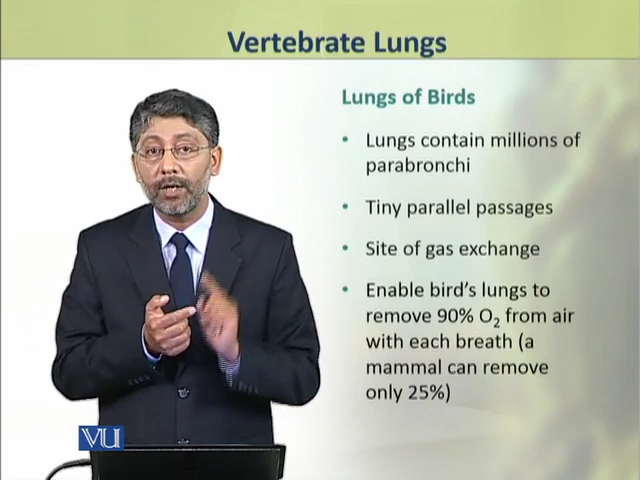 Vertebrate Lungs
Lungs of Birds
• Lungs contain millions of
parabronchi
• Tiny parallel passages
• Site of gas exchange
• Enable bird's lungs to
remove 90% O₂ from air
with each breath (a
mammal can remove
only 25%)
VU